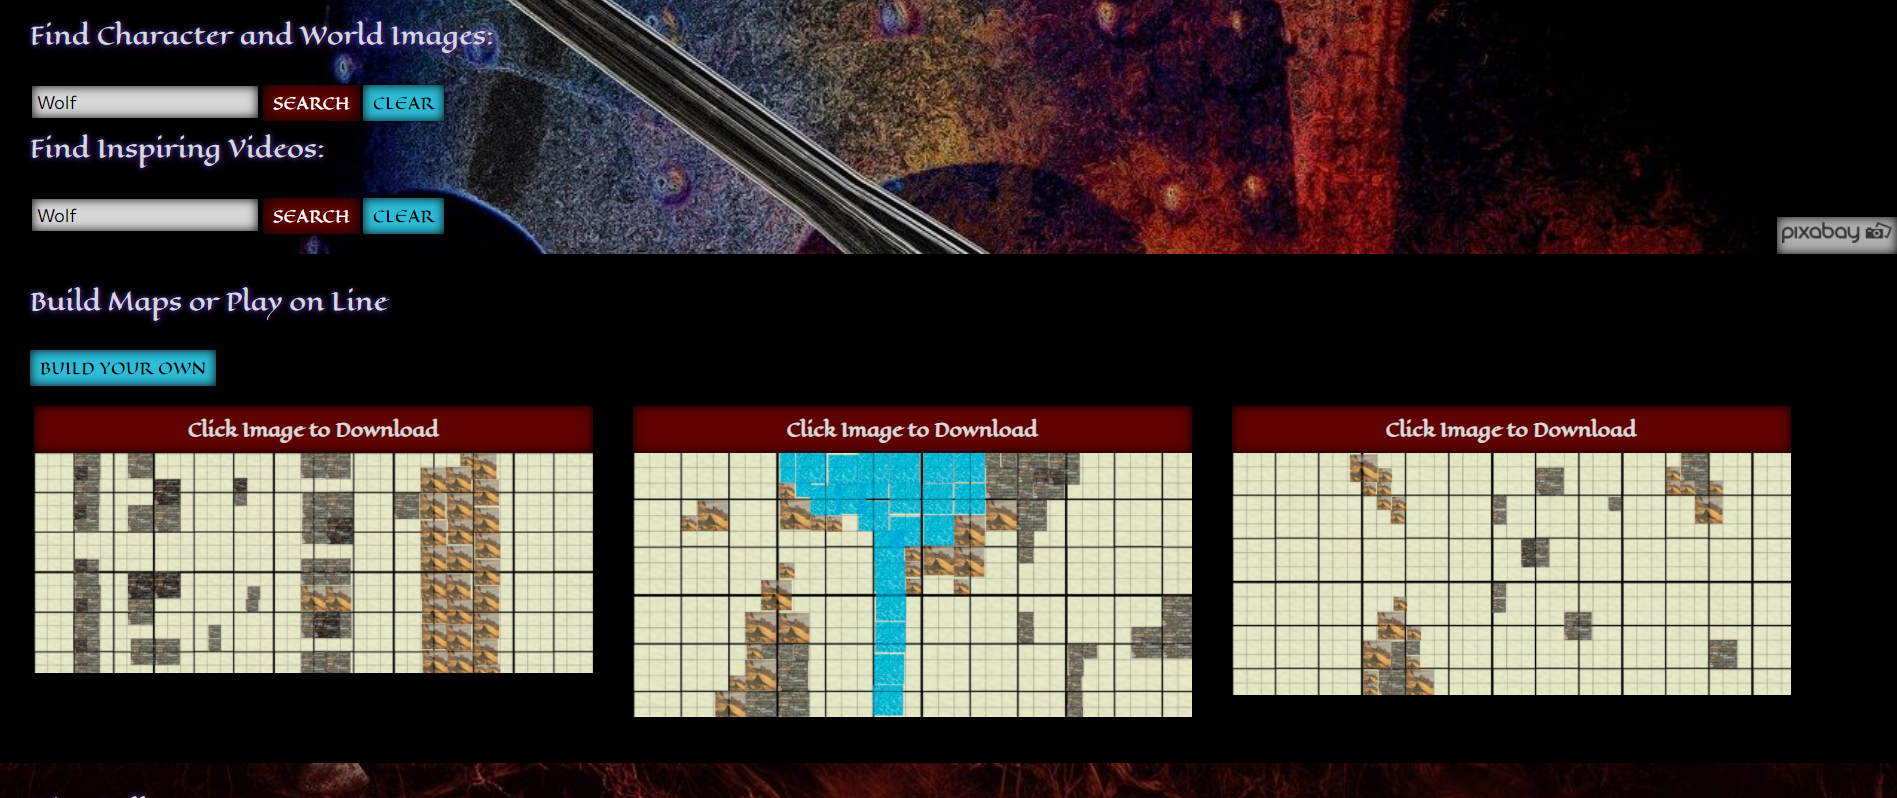 Find Character and World Images:
Wolf
SEARCH
CLEAR
Find Inspiring Videos:
Wolf
SEARCH
CLEAR
pixabay
Build Maps or Play on Line
BUILD YOUR OWN
Click Image to Download
Click Image to Download
Click Image to Download